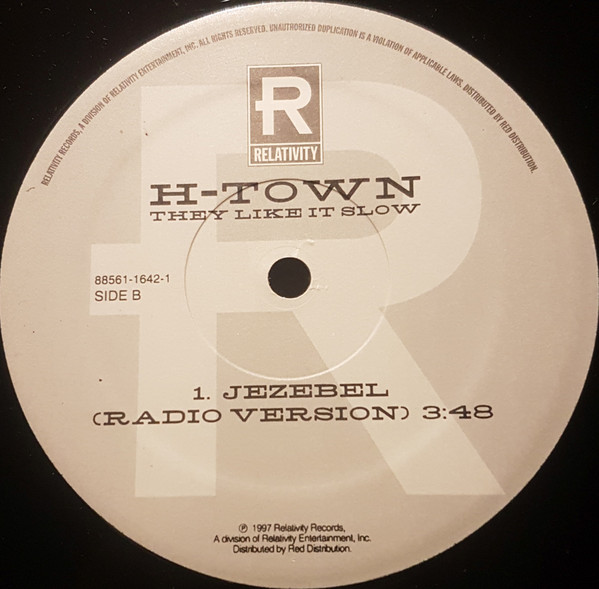 RELATIVITY RECORDS, A DIVISION OF RELATIVITY ENTERTAINMENT, INC. ALL RIGHTS RESERVED. UNAUTHORIZED DUPLICATION IS A VIOLATION OF APPLICABLE LAWS. DISTRIBUTED BY RED DISTRIBUTION.
R
RELATIVITY
H-TOWN
THEY LIKE IT SLOW
88561-1642-1
SIDE B
1. JEZEBEL
(RADIO VERSION) 3:48
℗ 1997 Relativity Records,
A division of Relativity Entertainment, Inc.
Distributed by Red Distribution.